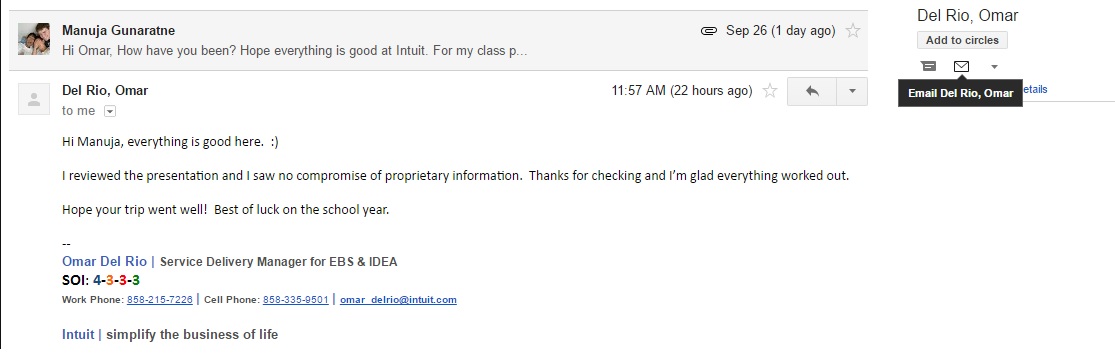 Manuja Gunaratne
Sep 26 (1 day ago)
Hi Omar, How have you been? Hope everything is good at Intuit. For my class p...
Del Rio, Omar
11:57 AM (22 hours ago)
to me
Hi Manuja, everything is good here.  :)
I reviewed the presentation and I saw no compromise of proprietary information.  Thanks for checking and I'm glad everything worked out.
Hope your trip went well!  Best of luck on the school year.
--
Omar Del Rio | Service Delivery Manager for EBS & IDEA
SOI: 4-3-3-3
Work Phone: 858-215-7226 | Cell Phone: 858-335-9501 | omar_delrio@intuit.com
Intuit | simplify the business of life
Del Rio, Omar
Add to circles
Email Del Rio, Omar
etails